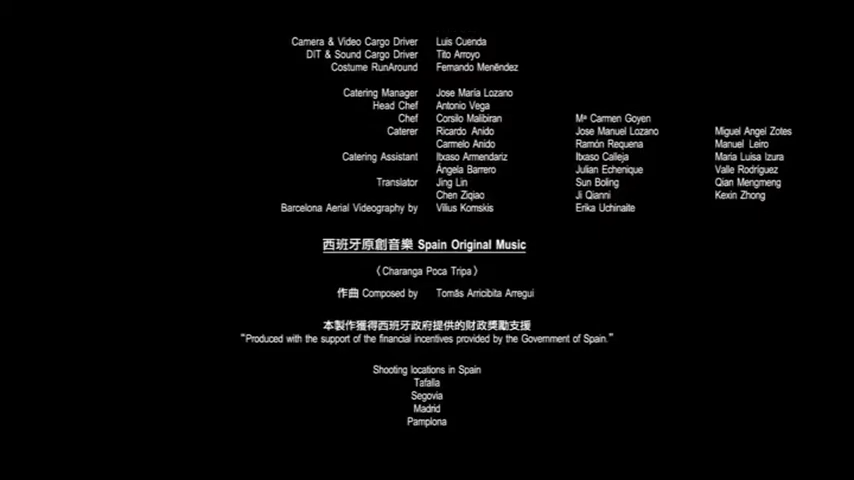 Camera & Video Cargo Driver Luis Cuenda
DIT & Sound Cargo Driver Tito Arroyo
Costume RunAround Fernando Menéndez
Catering Manager Jose María Lozano
Head Chef Antonio Vega
Chef Corsilo Malibiran Mª Carmen Goyen
Caterer Ricardo Anido Jose Manuel Lozano Miguel Angel Zotes
Carmelo Anido Ramón Requena Manuel Leiro
Catering Assistant Itxaso Armendariz Itxaso Calleja Maria Luisa Izura
Ángela Barrero Julian Echenique Valle Rodríguez
Translator Jing Lin Sun Boling Qian Mengmeng
Chen Ziqiao Ji Qianni Kexin Zhong
Barcelona Aerial Videography by Vilius Komskis Erika Uchinaite
西班牙原創音樂 Spain Original Music
〈Charanga Poca Tripa〉
作曲 Composed by Tomãs Arricibita Arregui
本製作獲得西班牙政府提供的財政獎勵支援
“Produced with the support of the financial incentives provided by the Government of Spain.”
Shooting locations in Spain
Tafalla
Segovia
Madrid
Pamplona